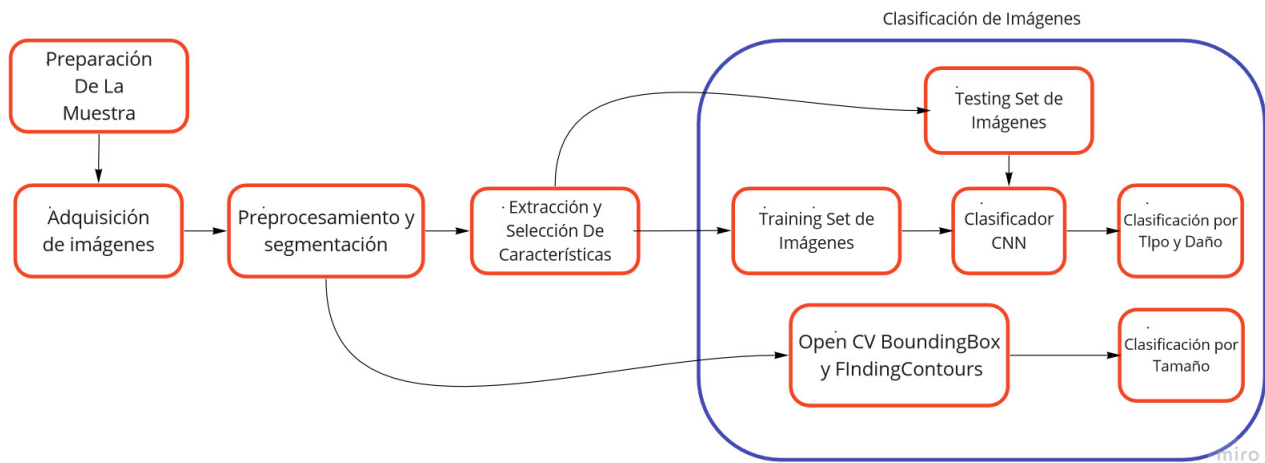 Clasificación de Imágenes
Preparación
De La
Muestra
Testing Set de
Imágenes
Adquisición
de imágenes
Preprocesamiento y
segmentación
Extracción y
Selección De
Características
Training Set de
Imágenes
Clasificador
CNN
Clasificación por
TIpo y Daño
Open CV BoundingBox
y FIndingContours
Clasificación por
Tamaño
miro